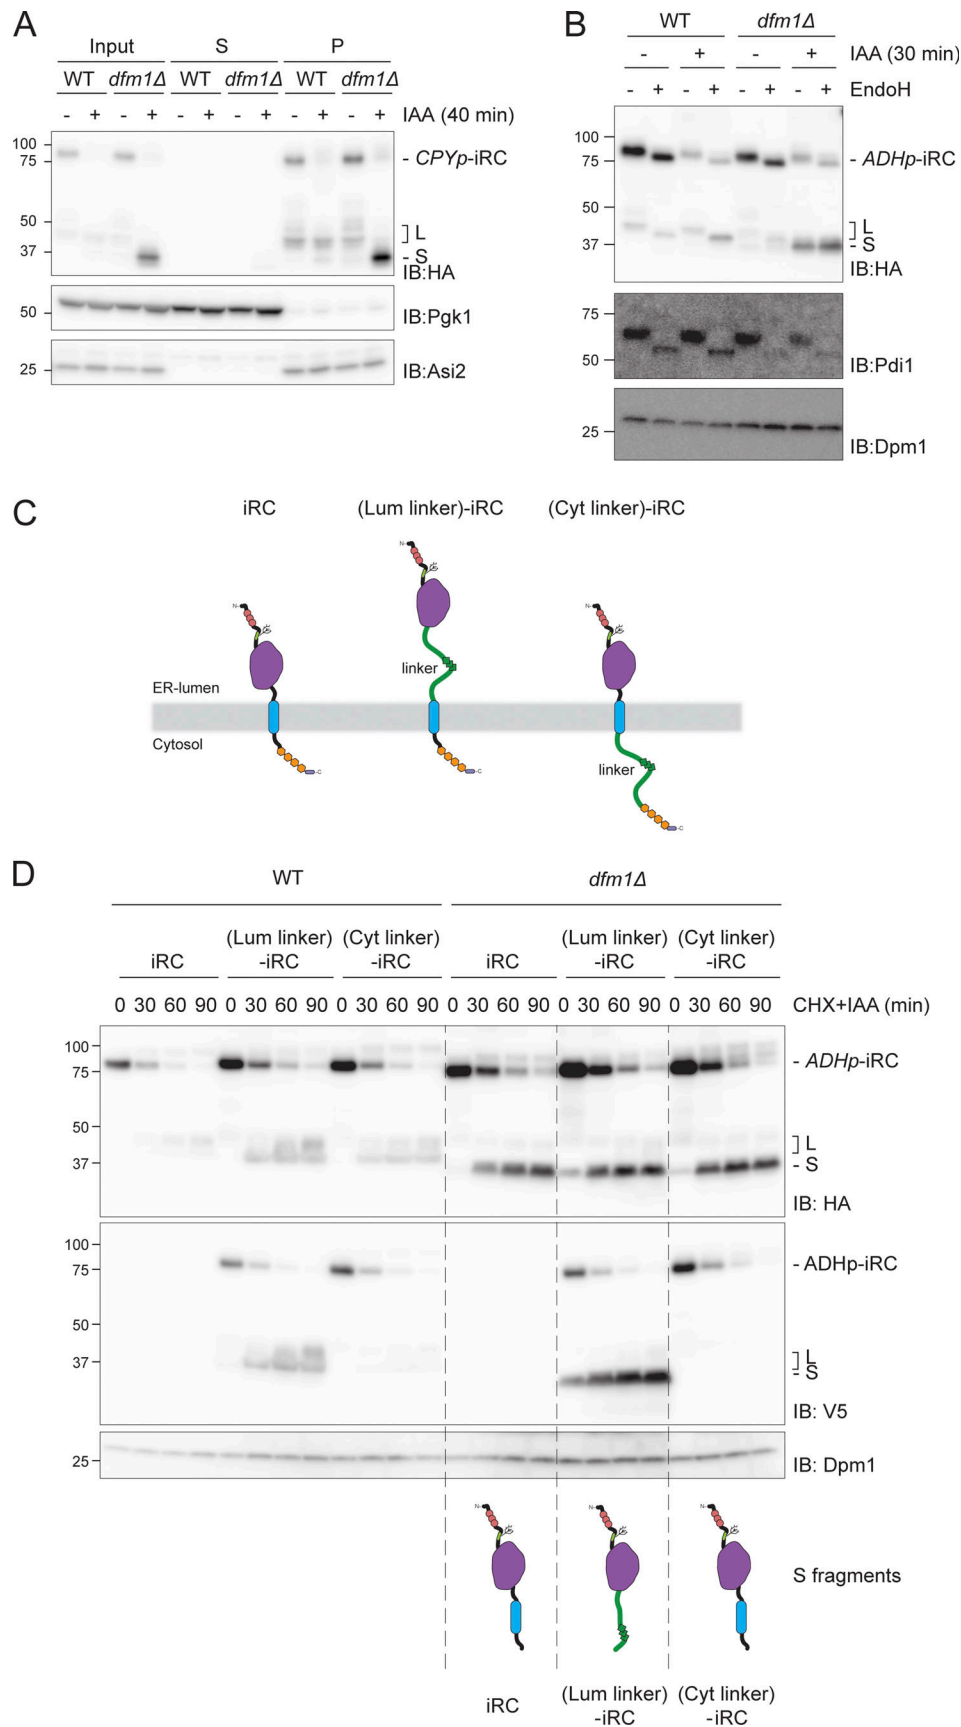 A
Input S P
WT dfm1Δ WT dfm1Δ WT dfm1Δ
- + - + - + - + - + - + IAA (40 min)
100
75
- CPYp-iRC
50
L
37
- S
IB:HA
50
IB:Pgk1
25
IB:Asi2
B
WT dfm1Δ
- + - + IAA (30 min)
- + - + - + - + EndoH
100
75
- ADHp-iRC
50
L
37
- S
IB:HA
75
50
IB:Pdi1
25
IB:Dpm1
C
iRC (Lum linker)-iRC (Cyt linker)-iRC
N-
N- N-
linker
ER-lumen
Cytosol
linker
-C -C
-C
D
WT dfm1Δ
iRC (Lum linker)-iRC (Cyt linker)-iRC iRC (Lum linker)-iRC (Cyt linker)-iRC
0 30 60 90 0 30 60 90 0 30 60 90 0 30 60 90 0 30 60 90 0 30 60 90 CHX+IAA (min)
100
75
- ADHp-iRC
50
L
37
- S
IB: HA
100
75
- ADHp-iRC
50
L
37
- S
IB: V5
25
IB: Dpm1
N- N- N-
S fragments
iRC (Lum linker)-iRC (Cyt linker)-iRC